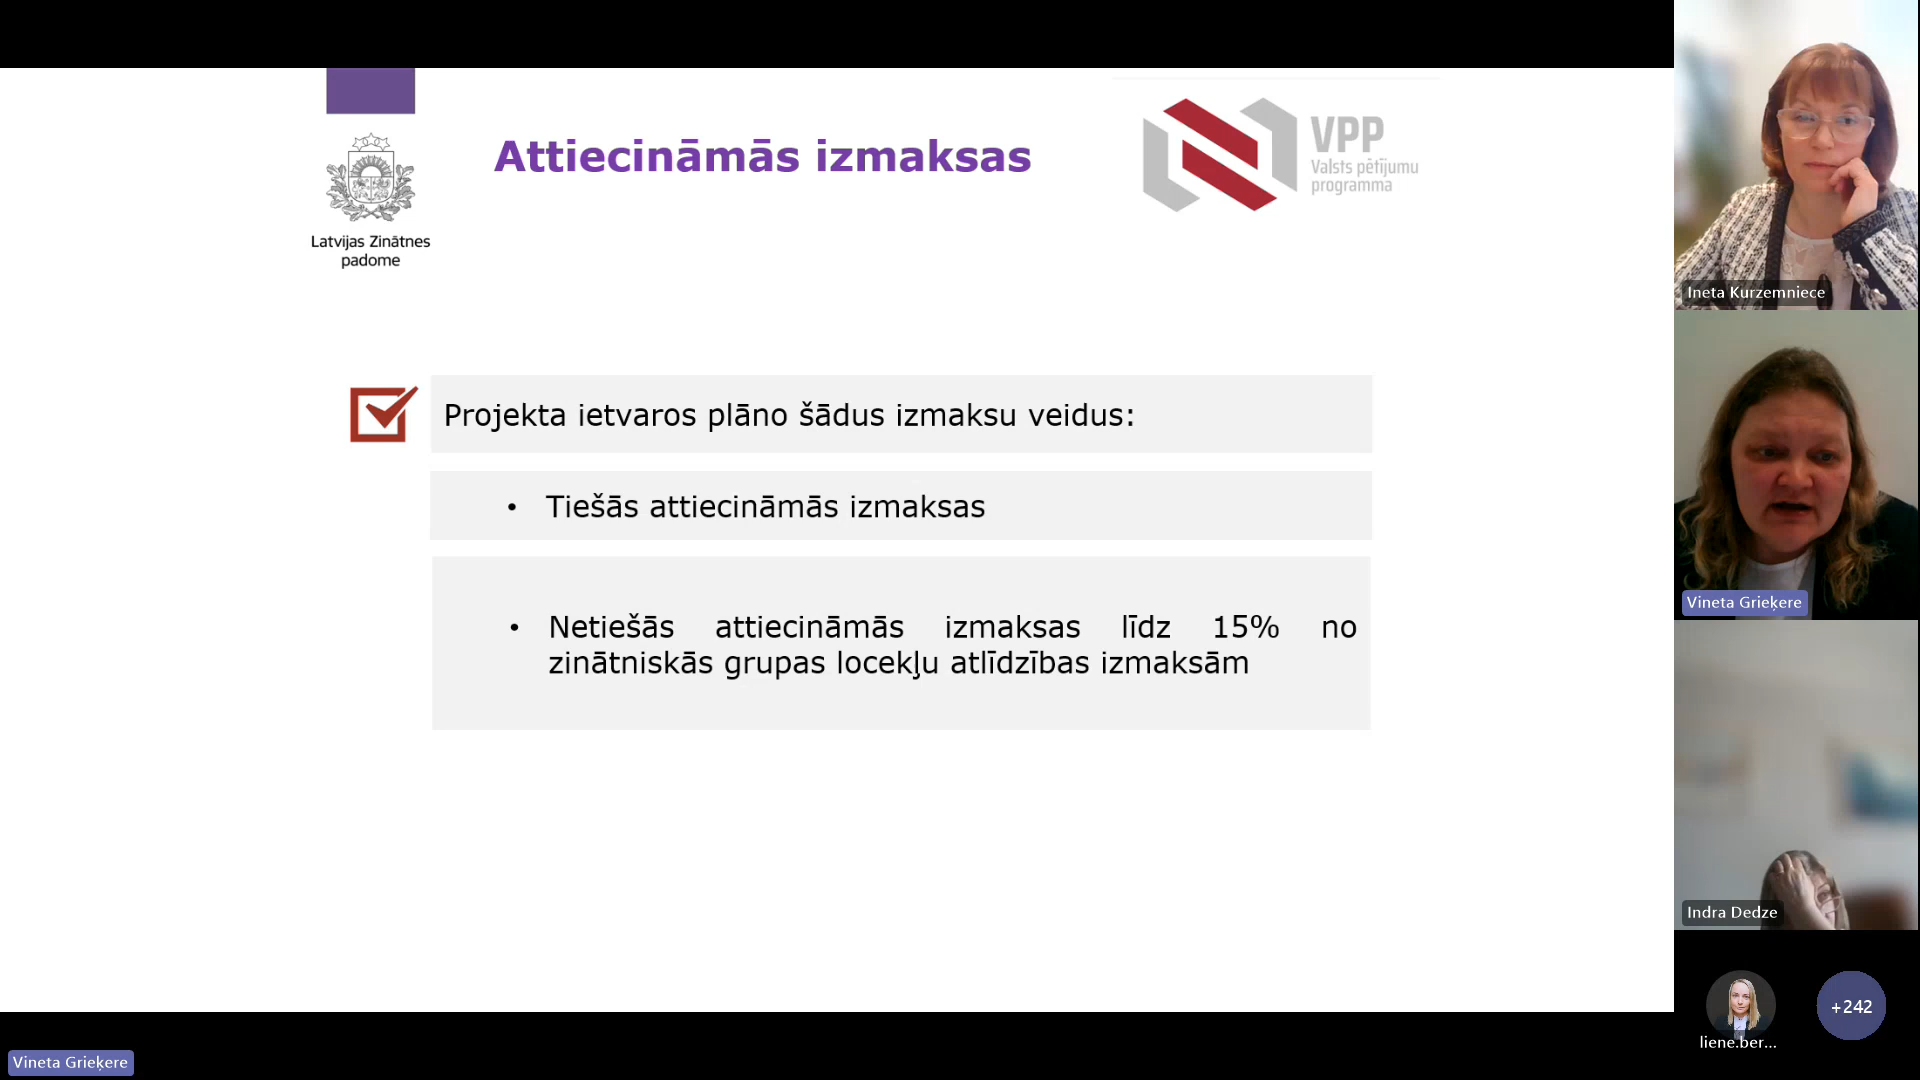 Latvijas Zinātnes
padome
Attiecināmās izmaksas
VPP
Valsts pētījumu
programma
Projekta ietvaros plāno šādus izmaksu veidus:
• Tiešās attiecināmās izmaksas
• Netiešās attiecināmās izmaksas līdz 15% no
zinātniskās grupas locekļu atlīdzības izmaksām
Ineta Kurzemniece
Vineta Grieķere
Indra Dedze
liene.ber...
+242
Vineta Grieķere